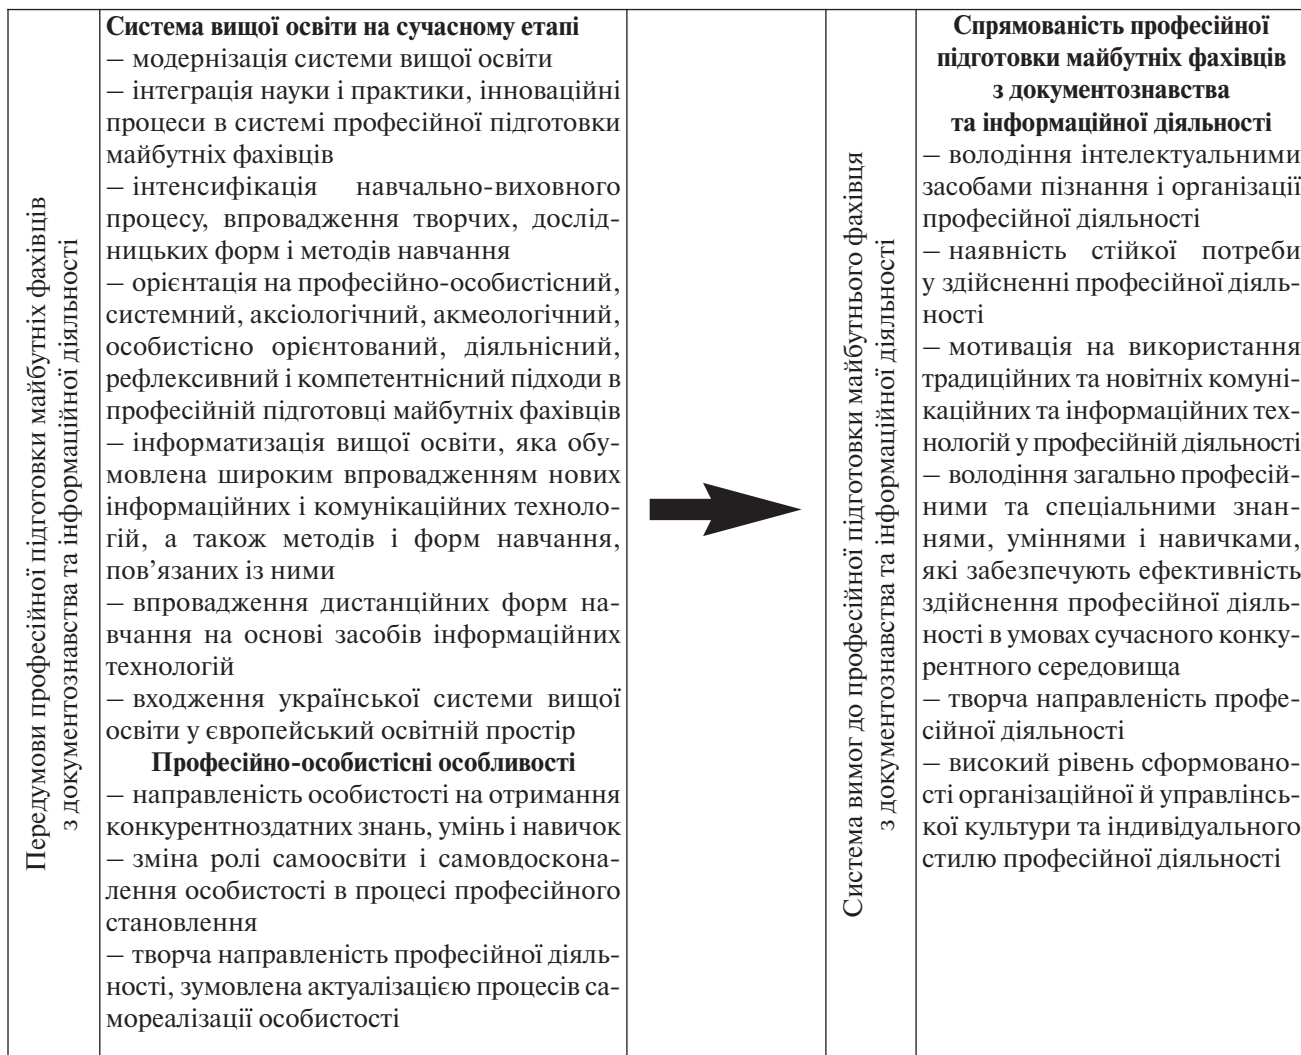 Передумови професійної підготовки майбутніх фахівців
з документознавства та інформаційної діяльності
Система вищої освіти на сучасному етапі
– модернізація системи вищої освіти
– інтеграція науки і практики, інноваційні
процеси в системі професійної підготовки
майбутніх фахівців
– інтенсифікація навчально-виховного
процесу, впровадження творчих, дослід-
ницьких форм і методів навчання
– орієнтація на професійно-особистісний,
системний, аксіологічний, акмеологічний,
особистісно орієнтований, діяльнісний,
рефлексивний і компетентнісний підходи в
професійній підготовці майбутніх фахівців
– інформатизація вищої освіти, яка обу-
мовлена широким впровадженням нових
інформаційних і комунікаційних техноло-
гій, а також методів і форм навчання,
пов’язаних із ними
– впровадження дистанційних форм на-
вчання на основі засобів інформаційних
технологій
– входження української системи вищої
освіти у європейський освітній простір
Професійно-особистісні особливості
– направленість особистості на отримання
конкурентноздатних знань, умінь і навичок
– зміна ролі самоосвіти і самовдоскона-
лення особистості в процесі професійного
становлення
– творча направленість професійної діяль-
ності, зумовлена актуалізацією процесів са-
мореалізації особистості
Система вимог до професійної підготовки майбутнього фахівця
з документознавства та інформаційної діяльності
Спрямованість професійної
підготовки майбутніх фахівців
з документознавства
та інформаційної діяльності
– володіння інтелектуальними
засобами пізнання і організації
професійної діяльності
– наявність стійкої потреби
у здійсненні професійної діяль-
ності
– мотивація на використання
традиційних та новітніх комуні-
каційних та інформаційних тех-
нологій у професійній діяльності
– володіння загально професій-
ними та спеціальними знан-
нями, уміннями і навичками,
які забезпечують ефективність
здійснення професійної діяль-
ності в умовах сучасного конку-
рентного середовища
– творча направленість профе-
сійної діяльності
– високий рівень сформовано-
сті організаційної й управлінсь-
кої культури та індивідуального
стилю професійної діяльності